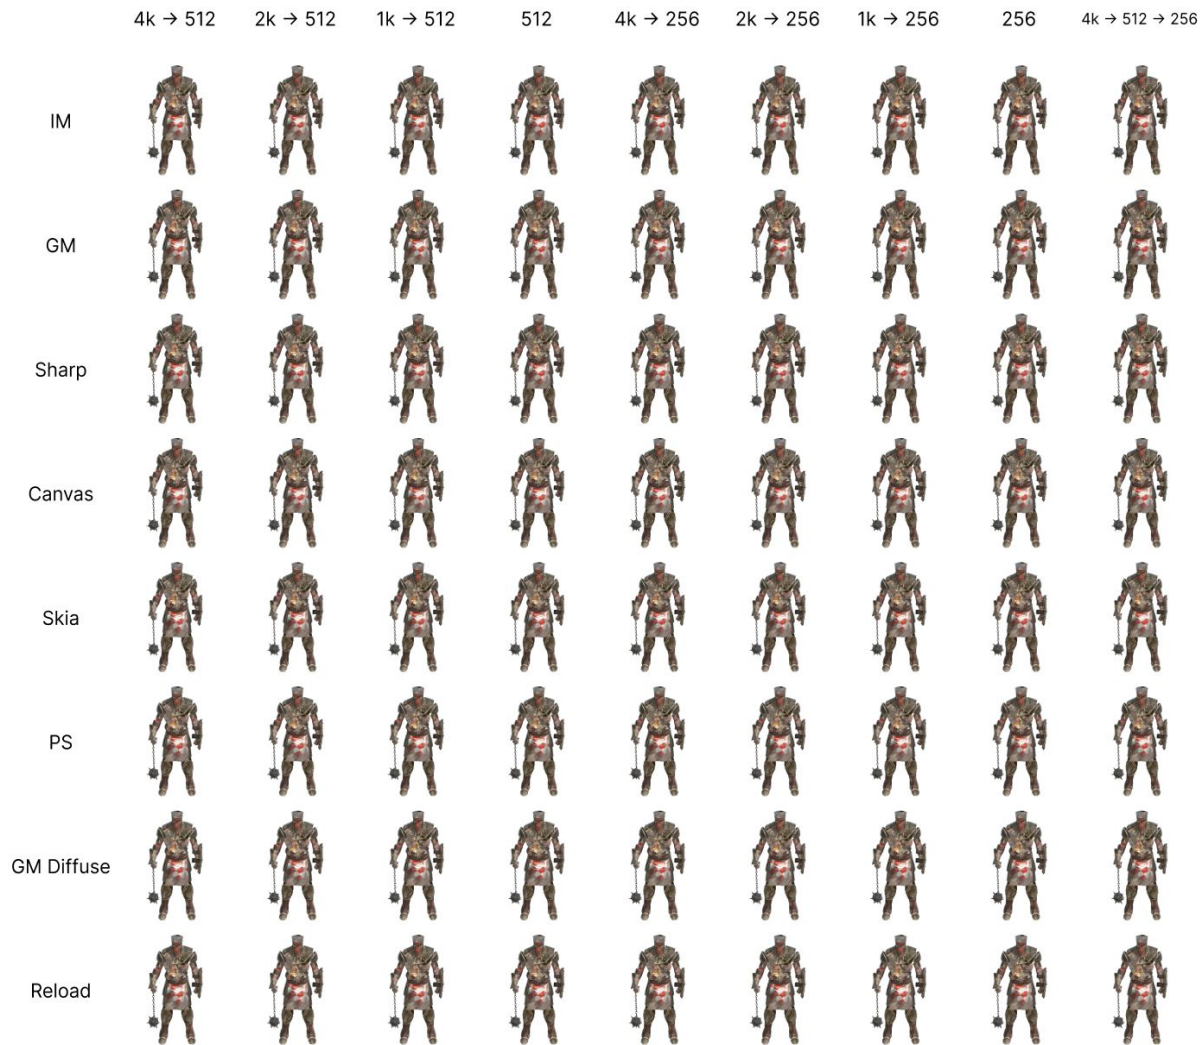 4k → 512 2k → 512 1k → 512 512 4k → 256 2k → 256 1k → 256 256 4k → 512 → 256
IM
GM
Sharp
Canvas
Skia
PS
GM Diffuse
Reload